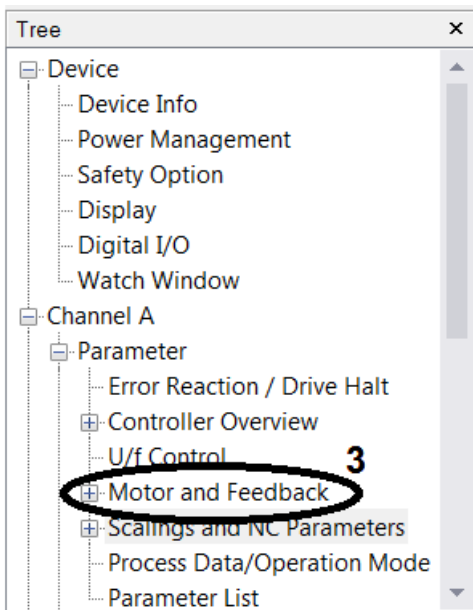 Tree
Device
Device Info
Power Management
Safety Option
Display
Digital I/O
Watch Window
Channel A
Parameter
Error Reaction / Drive Halt
Controller Overview
U/f Control
3
Motor and Feedback
Scalings and NC Parameters
Process Data/Operation Mode
Parameter List